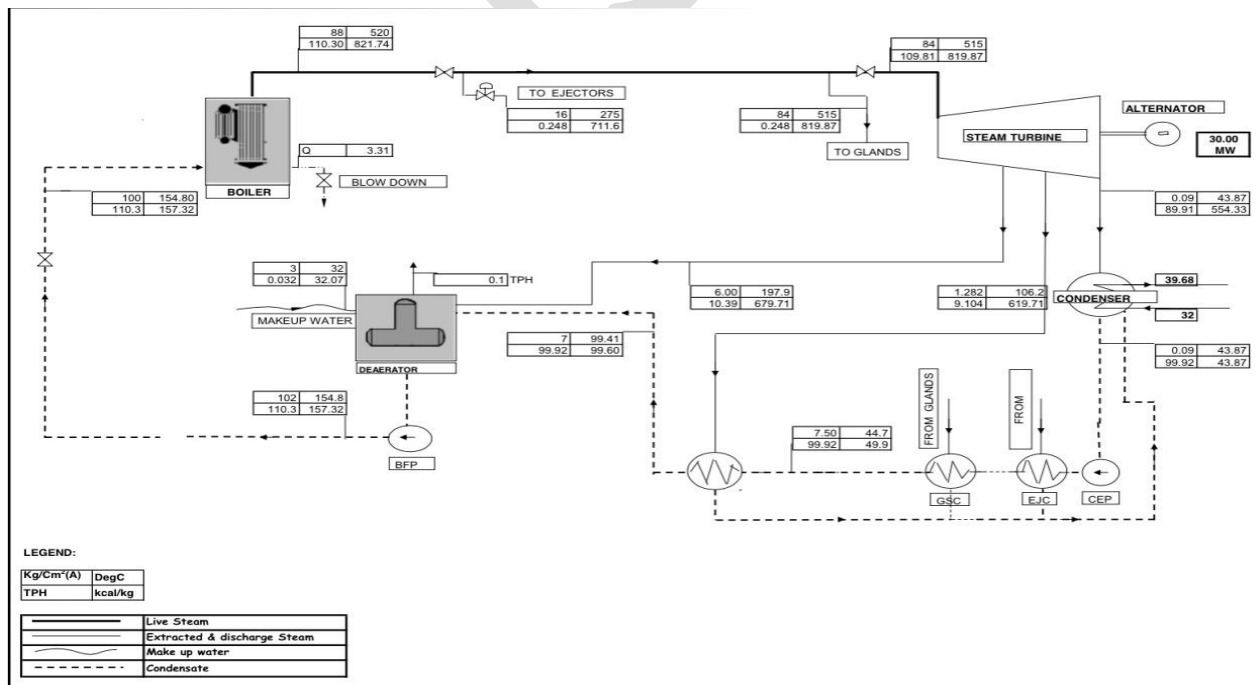 88 520
110.30 821.74
84 515
109.81 819.87
TO EJECTORS
16 275
0.248 711.6
84 515
0.248 819.87
TO GLANDS
STEAM TURBINE
ALTERNATOR
30.00
MW
Q 3.31
BLOW DOWN
BOILER
100 154.80
110.3 157.32
0.09 43.87
89.91 554.33
3 32
0.032 32.07
0.1 TPH
MAKEUP WATER
DEAERATOR
6.00 197.9
10.39 679.71
1.282 106.2
9.104 619.71
CONDENSER
39.68
32
7 99.41
99.92 99.60
0.09 43.87
99.92 43.87
102 154.8
110.3 157.32
BFP
7.50 44.7
99.92 49.9
FROM GLANDS
FROM
GSC
EJC
CEP
LEGEND:
Kg/Cm²(A) DegC
TPH kcal/kg
Live Steam
Extracted & discharge Steam
Make up water
Condensate